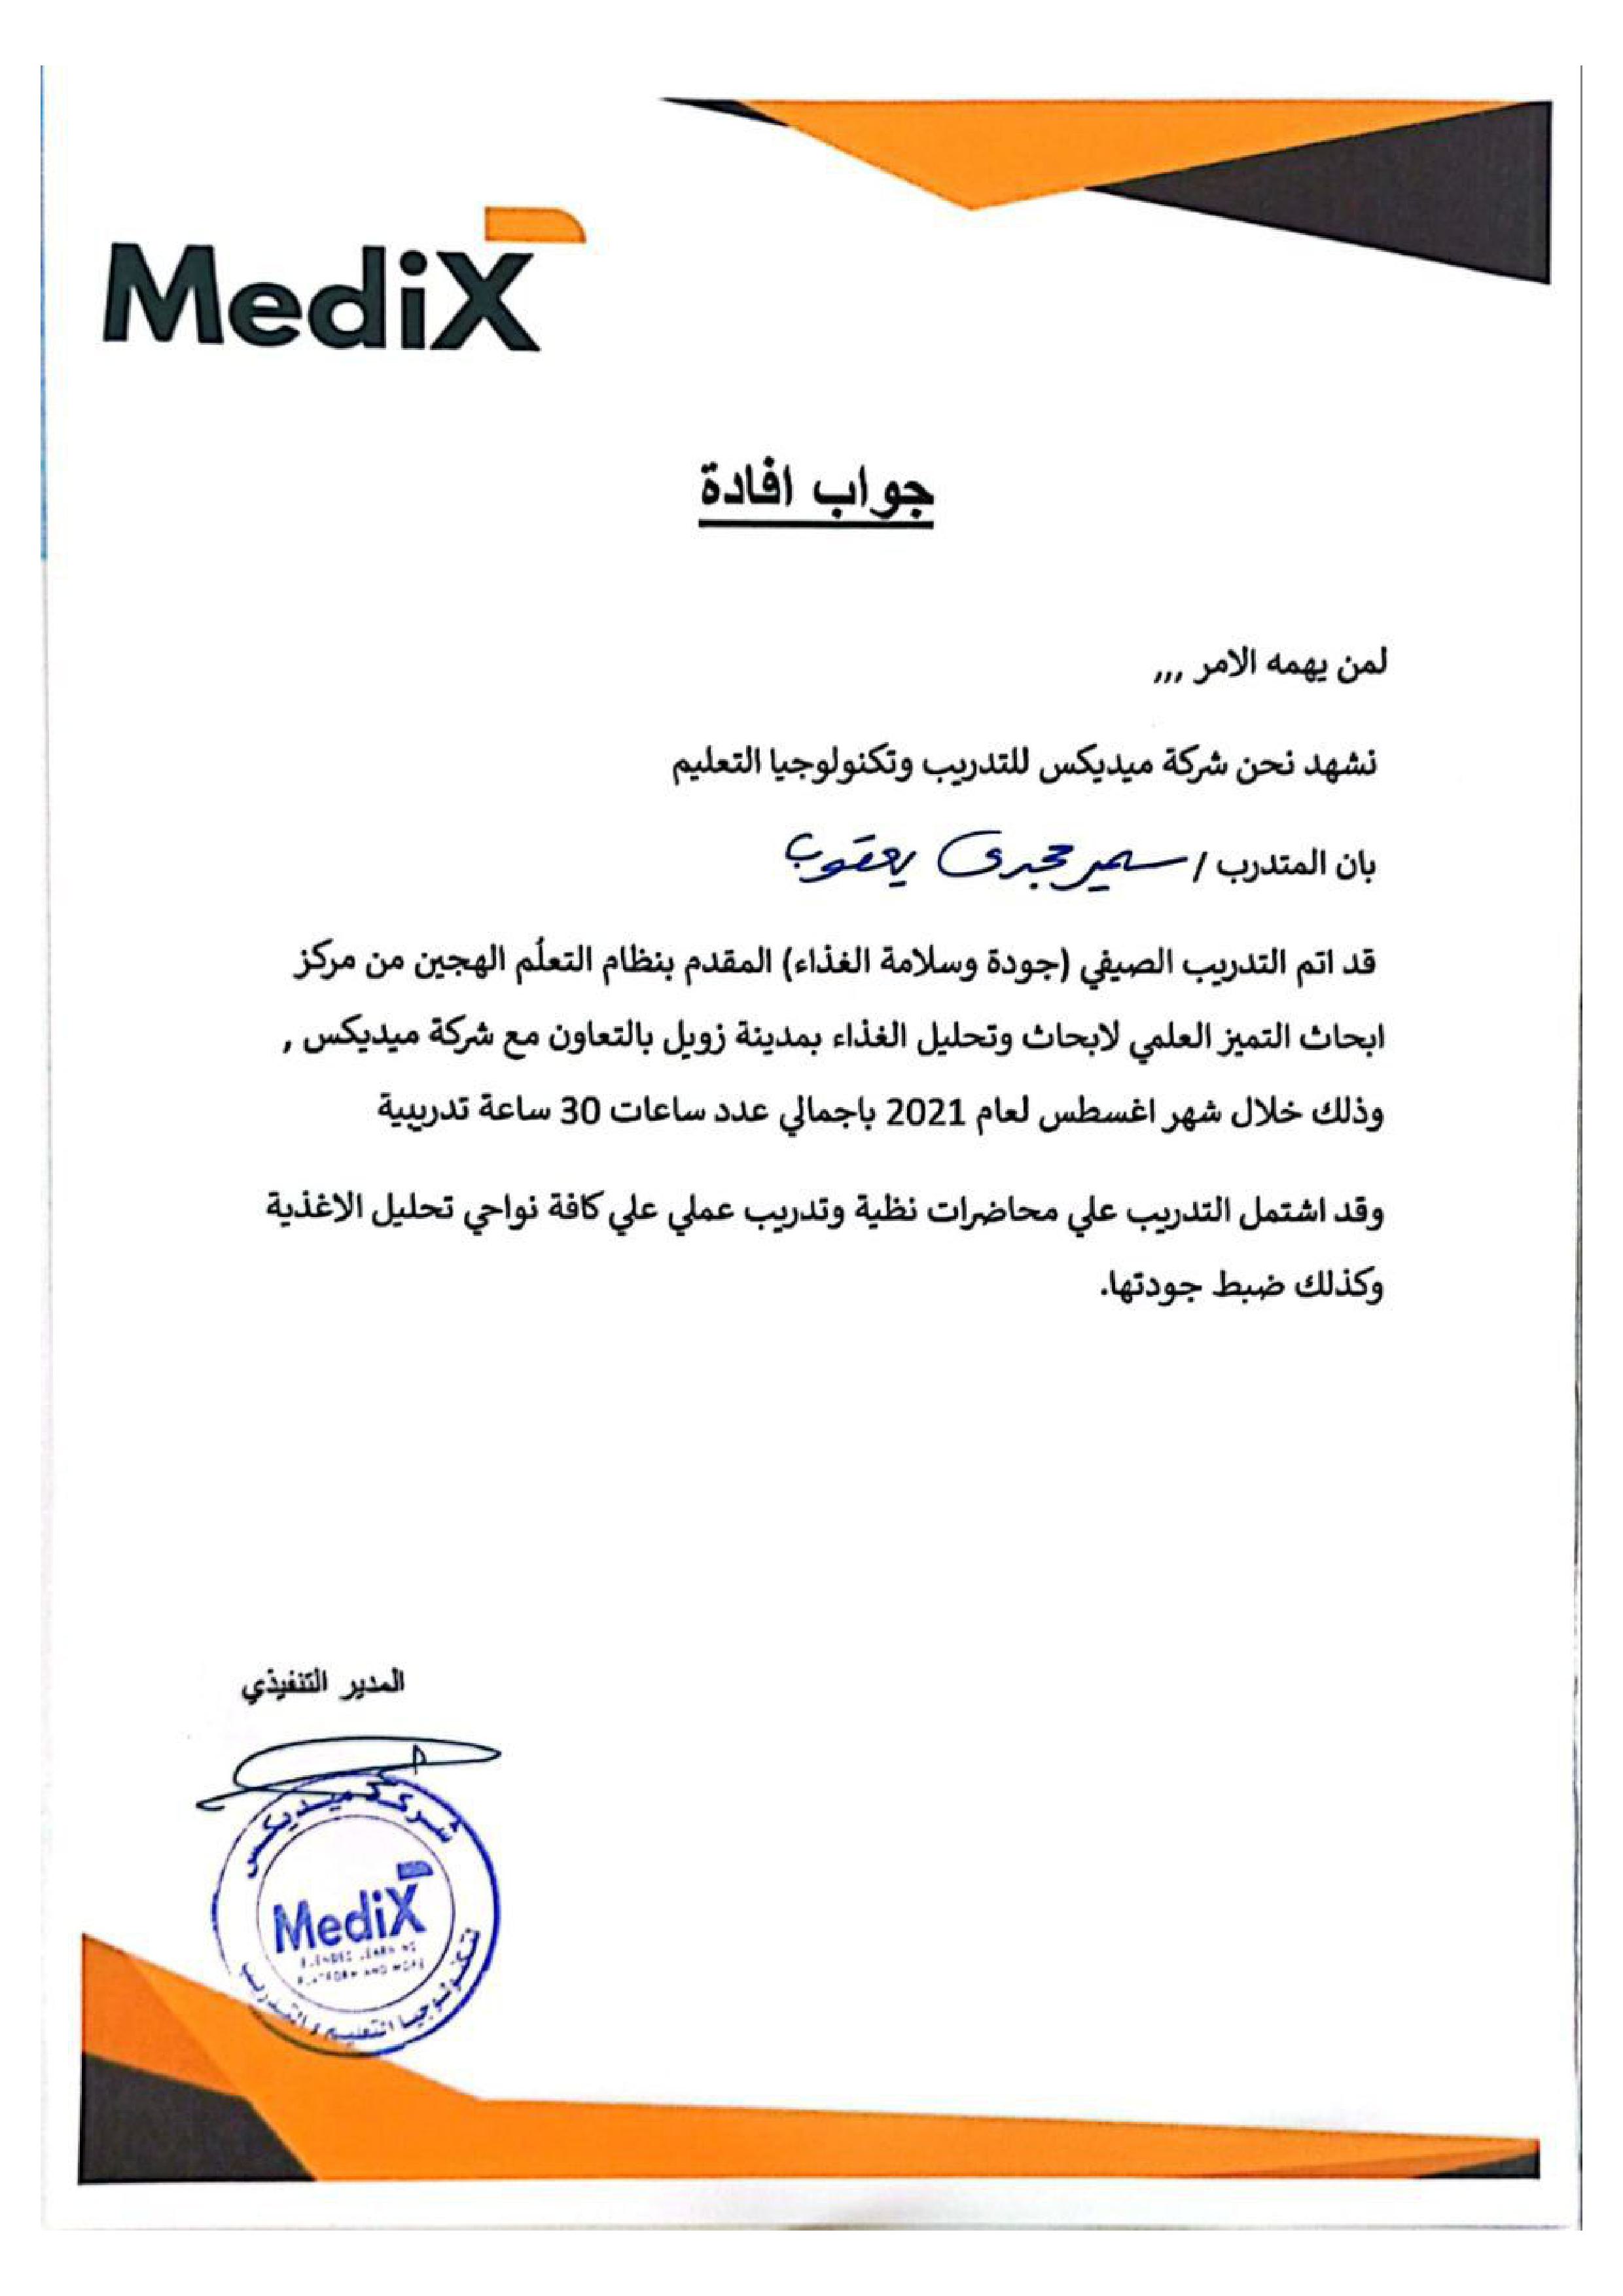 MediX
جواب افادة
لمن يهمه الامر ,,,
نشهد نحن شركة ميديكس للتدريب وتكنولوجيا التعليم
بان المتدرب / سمير مجدى يعقوب
قد اتم التدريب الصيفي (جودة وسلامة الغذاء) المقدم بنظام التعلُم الهجين من مركز
ابحاث التميز العلمي لابحاث وتحليل الغذاء بمدينة زويل بالتعاون مع شركة ميديكس ,
وذلك خلال شهر اغسطس لعام 2021 باجمالي عدد ساعات 30 ساعة تدريبية
وقد اشتمل التدريب علي محاضرات نظية وتدريب عملي علي كافة نواحي تحليل الاغذية
وكذلك ضبط جودتها.
المدير التنفيذي
شركة ميديكس
MediX
BLENDED LEARNING
PLATFORM AND MORE
تكنولوجيا التعليم والتدريب